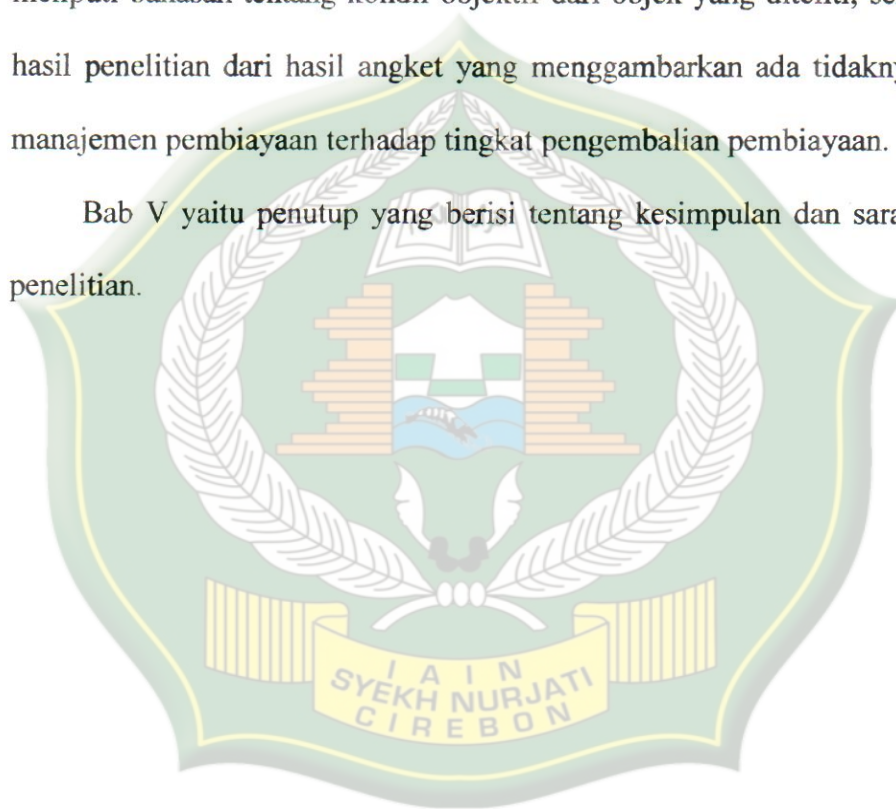 hasil penelitian dari hasil angket yang menggambarkan ada tidakny
manajemen pembiayaan terhadap tingkat pengembalian pembiayaan.
Bab V yaitu penutup yang berisi tentang kesimpulan dan sara
penelitian.
I A I N
SYEKH NURJATI
CIREBON